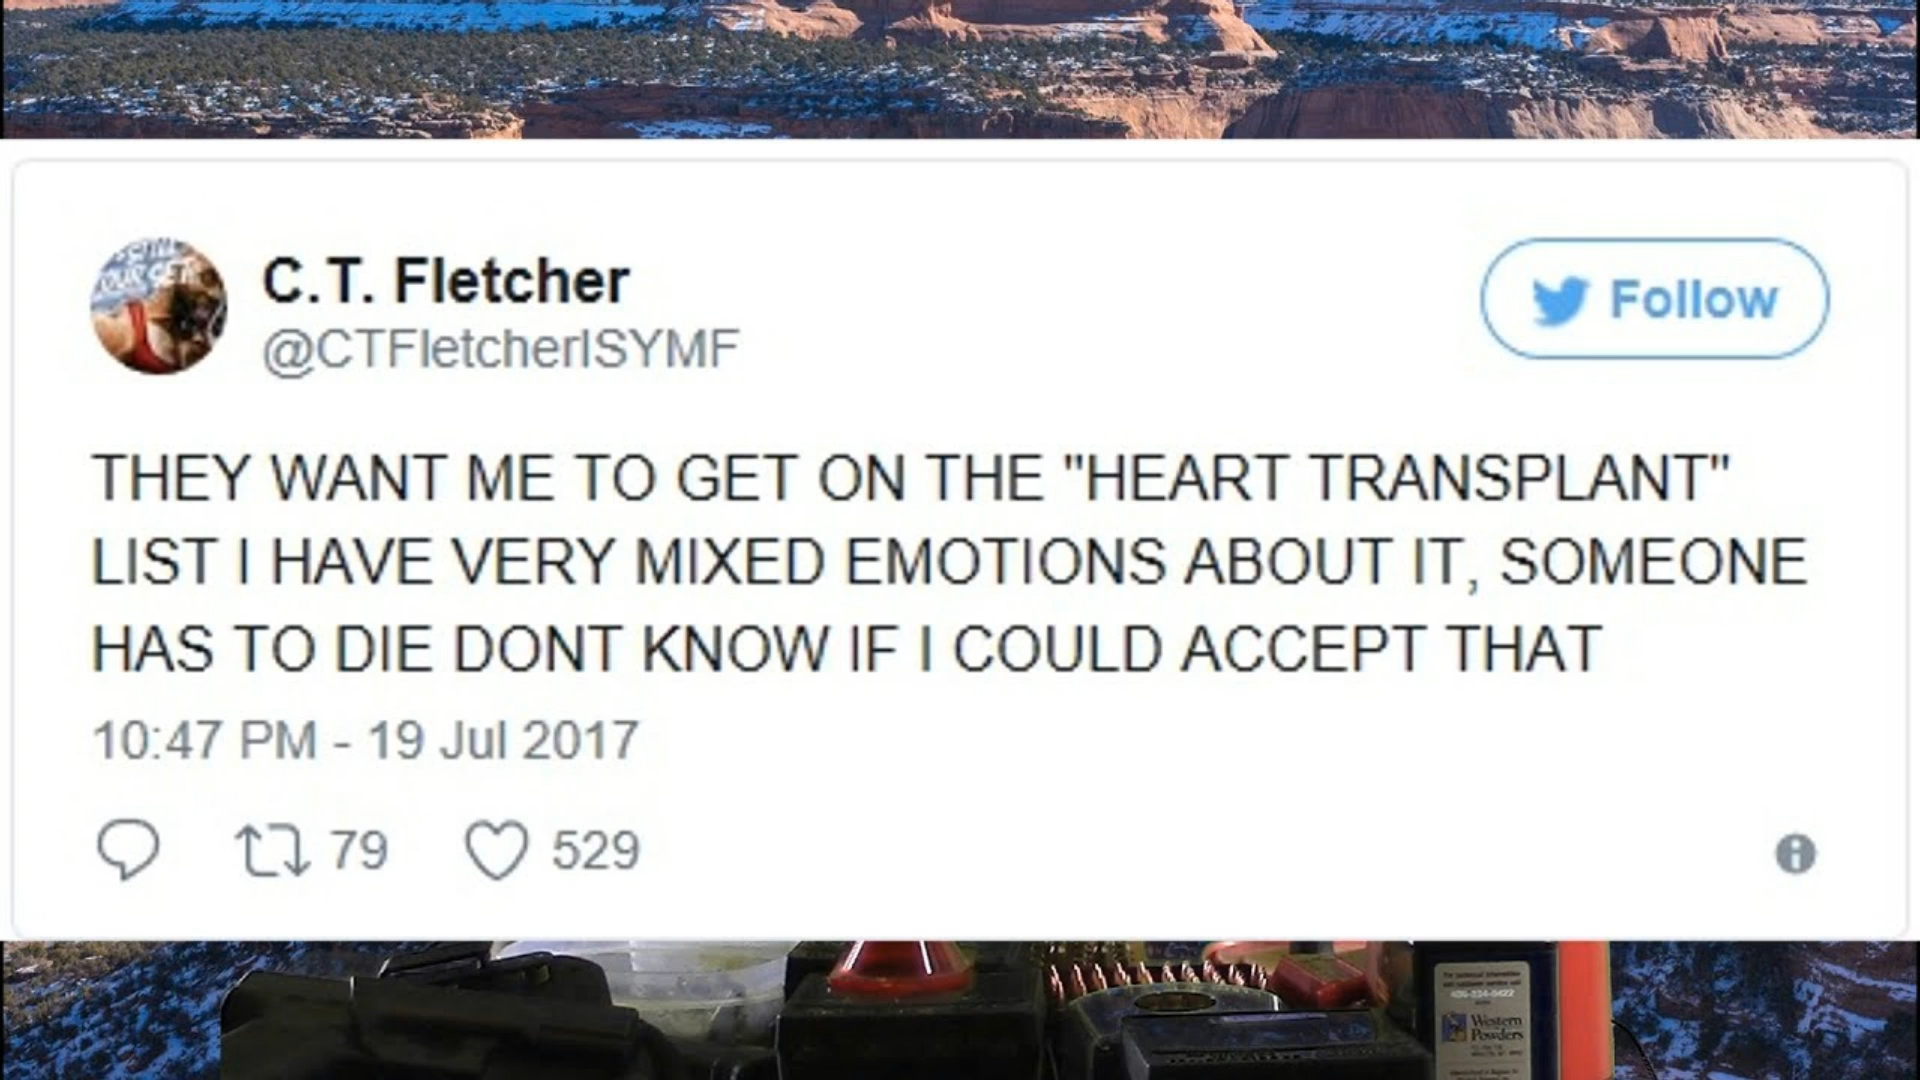 C.T. Fletcher
@CTFletcherISYMF
Follow
THEY WANT ME TO GET ON THE "HEART TRANSPLANT"
LIST I HAVE VERY MIXED EMOTIONS ABOUT IT, SOMEONE
HAS TO DIE DONT KNOW IF I COULD ACCEPT THAT
10:47 PM - 19 Jul 2017
79 529
Western
Powders